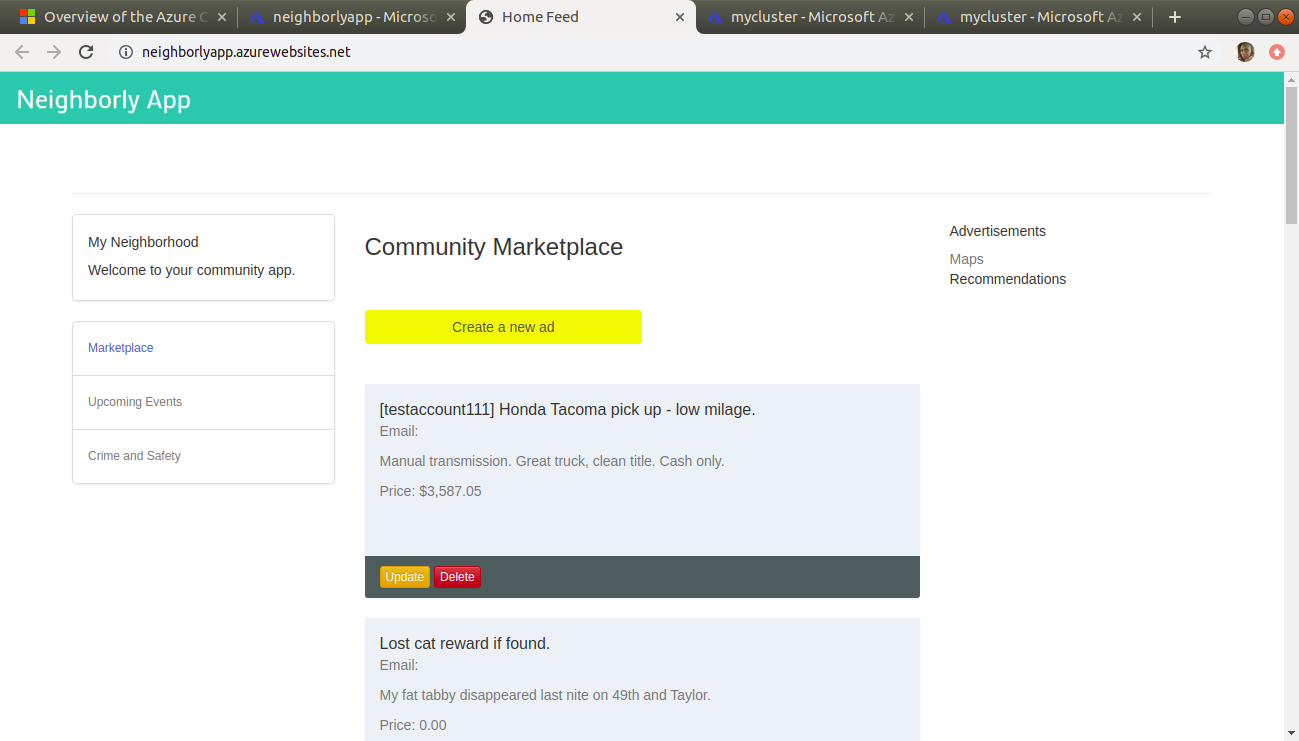 Overview of the Azure C
neighborlyapp - Microso
Home Feed
mycluster - Microsoft Az
mycluster - Microsoft Az
neighborlyapp.azurewebsites.net
Neighborly App
My Neighborhood
Welcome to your community app.
Marketplace
Upcoming Events
Crime and Safety
Community Marketplace
Create a new ad
[testaccount111] Honda Tacoma pick up - low milage.
Email:
Manual transmission. Great truck, clean title. Cash only.
Price: $3,587.05
Update Delete
Lost cat reward if found.
Email:
My fat tabby disappeared last nite on 49th and Taylor.
Price: 0.00
Advertisements
Maps
Recommendations